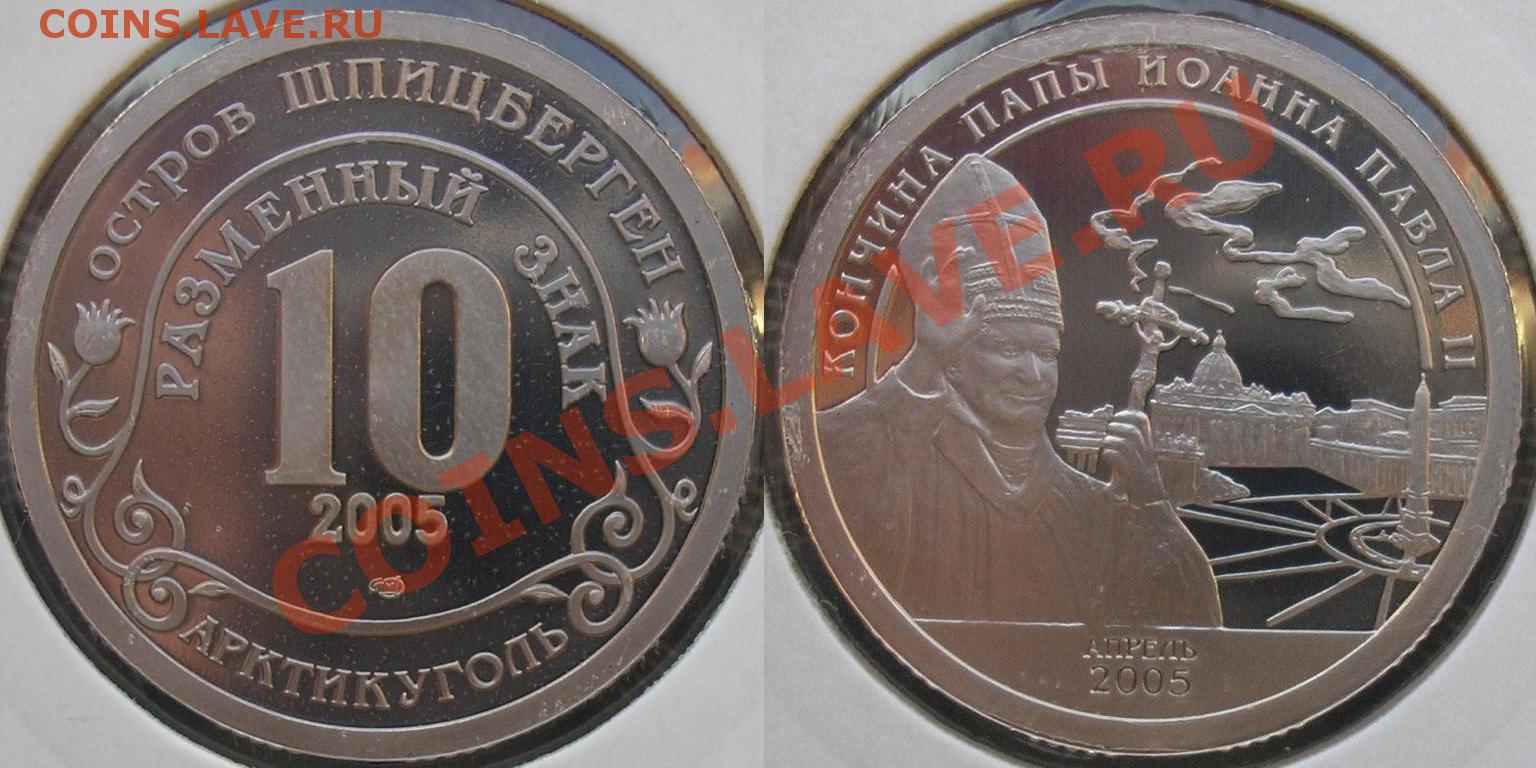 COINS.LAVE.RU
ОСТРОВ ШПИЦБЕРГЕН
РАЗМЕННЫЙ ЗНАК
10
2005
АРКТИКУГОЛЬ
КОНЧИНА ПАПЫ ИОАННА ПАВЛА II
АПРЕЛЬ
2005
COINS.LAVE.RU